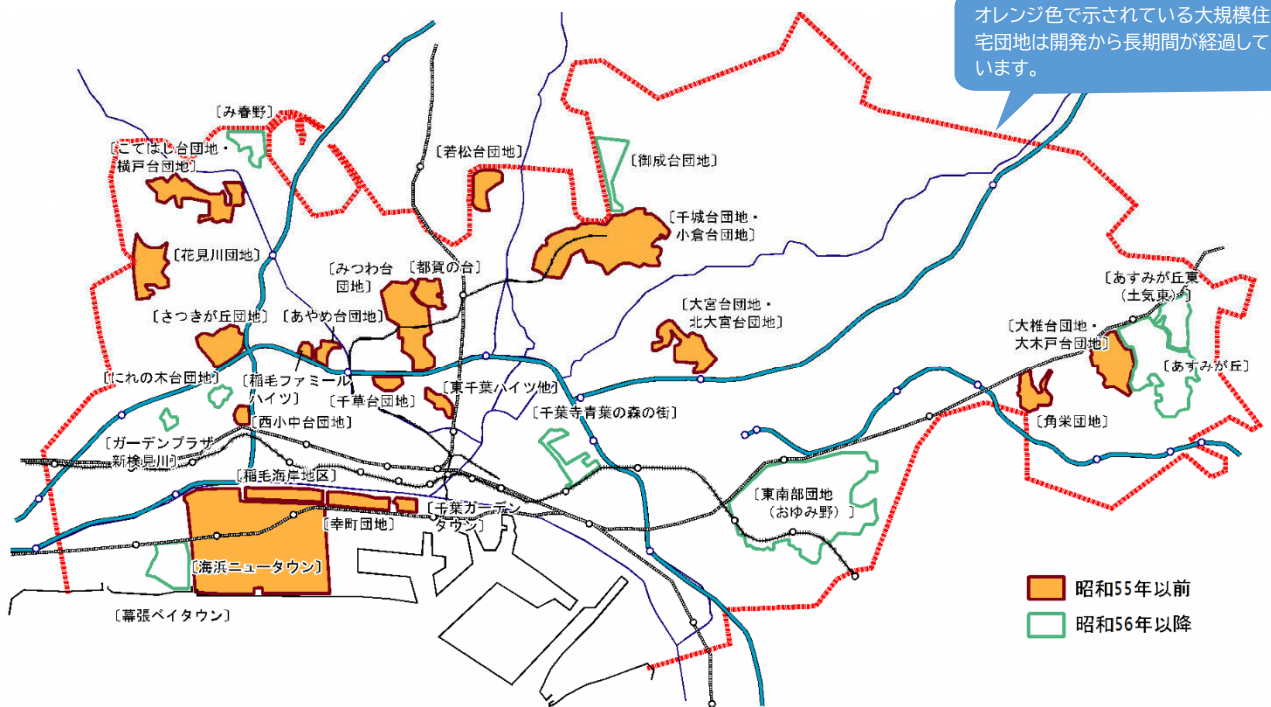 オレンジ色で示されている大規模住
宅団地は開発から長期間が経過して
います。
〔み春野〕
〔こてはし台団地・
横戸台団地〕
〔若松台団地〕
〔御成台団地〕
〔千城台団地・
小倉台団地〕
〔花見川団地〕
〔みつわ台
団地〕
〔都賀の台〕
〔あすみが丘東
（土気東）〕
〔さつきが丘団地〕
〔あやめ台団地〕
〔大宮台団地・
北大宮台団地〕
〔大椎台団地・
大木戸台団地〕
〔あすみが丘〕
〔にれの木台団地〕
〔稲毛ファミール
ハイツ〕
〔千草台団地〕
〔東千葉ハイツ他〕
〔西小中台団地〕
〔千葉寺青葉の森の街〕
〔角栄団地〕
〔ガーデンプラザ
新検見川〕
〔稲毛海岸地区〕
〔幸町団地〕
〔千葉ガーデン
タウン〕
〔東南部団地
（おゆみ野）〕
〔海浜ニュータウン〕
〔幕張ベイタウン〕
昭和55年以前
昭和56年以降